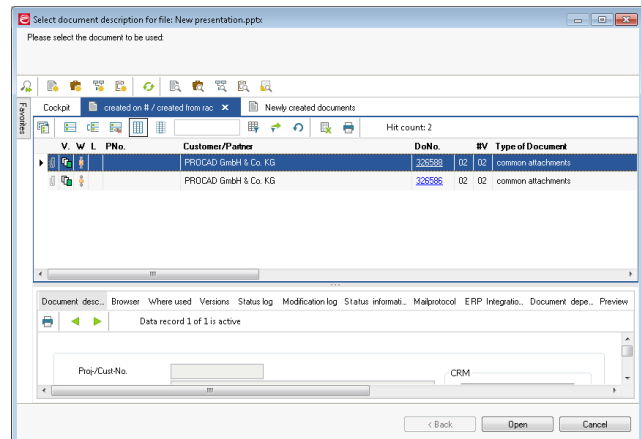 Select document description for file: New presentation.pptx
Please select the document to be used:
Favorites
Cockpit created on # / created from rac Newly created documents
Hit count: 2
V. W L PNo. Customer/Partner DoNo. #V Type of Document
PROCAD GmbH & Co. KG 326588 02 02 common attachments
PROCAD GmbH & Co. KG 326586 02 02 common attachments
Document desc... Browser Where used Versions Status log Modification log Status informati... Mailprotocol ERP Integratio... Document depe... Preview
Data record 1 of 1 is active
Proj-/Cust-No. CRM
< Back Open Cancel